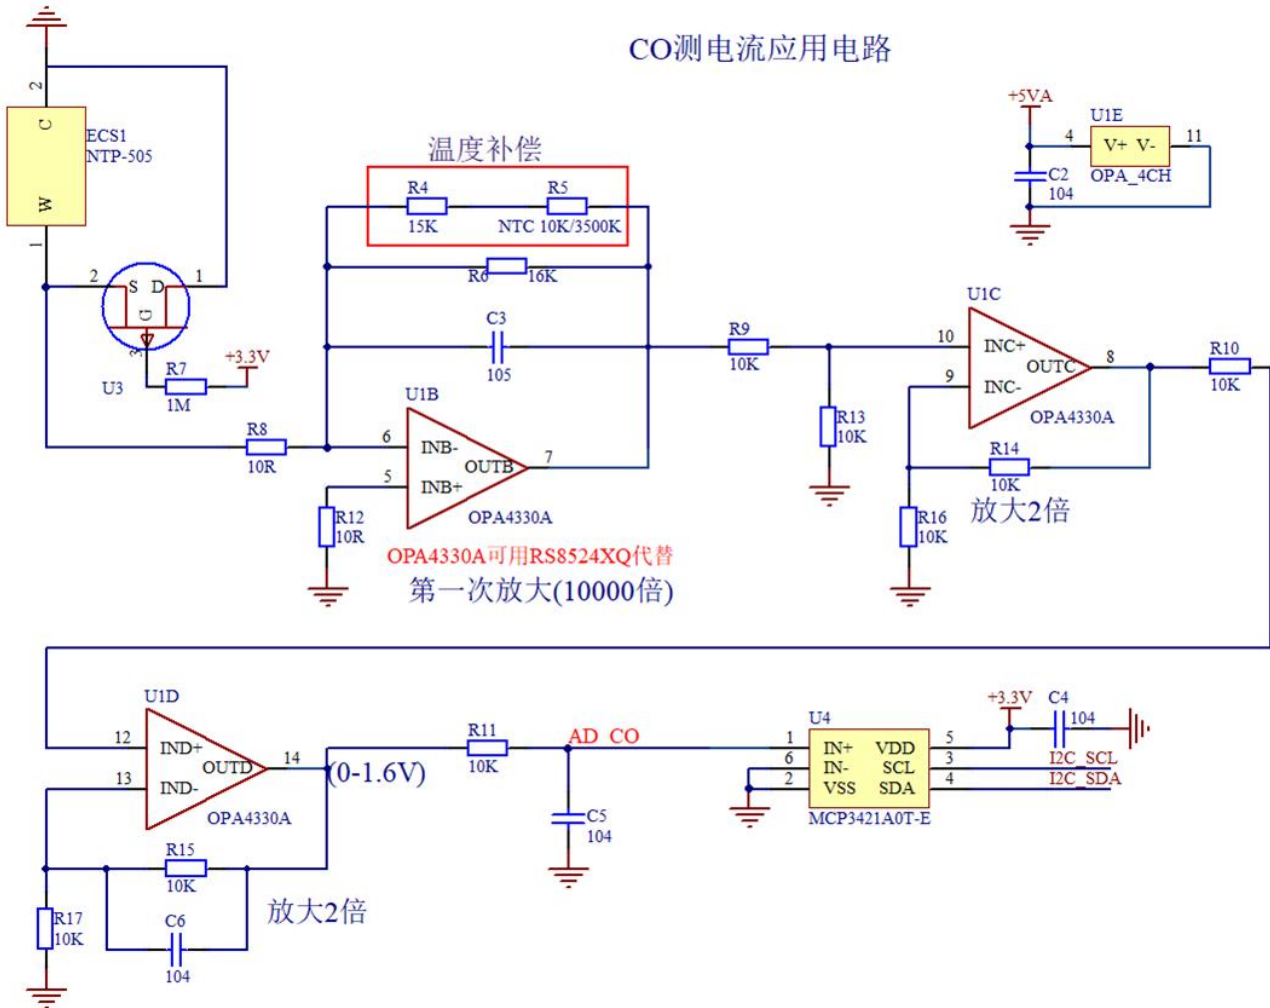 CO测电流应用电路
2
C
ECS1
NTP-505
W
1
2
S
D
1
G
3
U3
R7
1M
+3.3V
温度补偿
R4
15K
R5
NTC 10K/3500K
R6
16K
C3
105
U1B
R8
10R
6
INB-
OUTB
7
5
INB+
R12
10R
OPA4330A
OPA4330A可用RS8524XQ代替
第一次放大(10000倍)
+5VA
U1E
4
V+ V-
11
C2
104
OPA_4CH
R9
10K
R13
10K
U1C
10
INC+
OUTC
8
9
INC-
OPA4330A
R10
10K
R14
10K
R16
10K
放大2倍
U1D
12
IND+
OUTD
14
13
IND-
OPA4330A
(0-1.6V)
R15
10K
C6
104
R17
10K
放大2倍
R11
10K
AD_CO
C5
104
U4
1
IN+
VDD
5
6
IN-
SCL
3
2
VSS
SDA
4
MCP3421A0T-E
+3.3V
C4
104
I2C_SCL
I2C_SDA